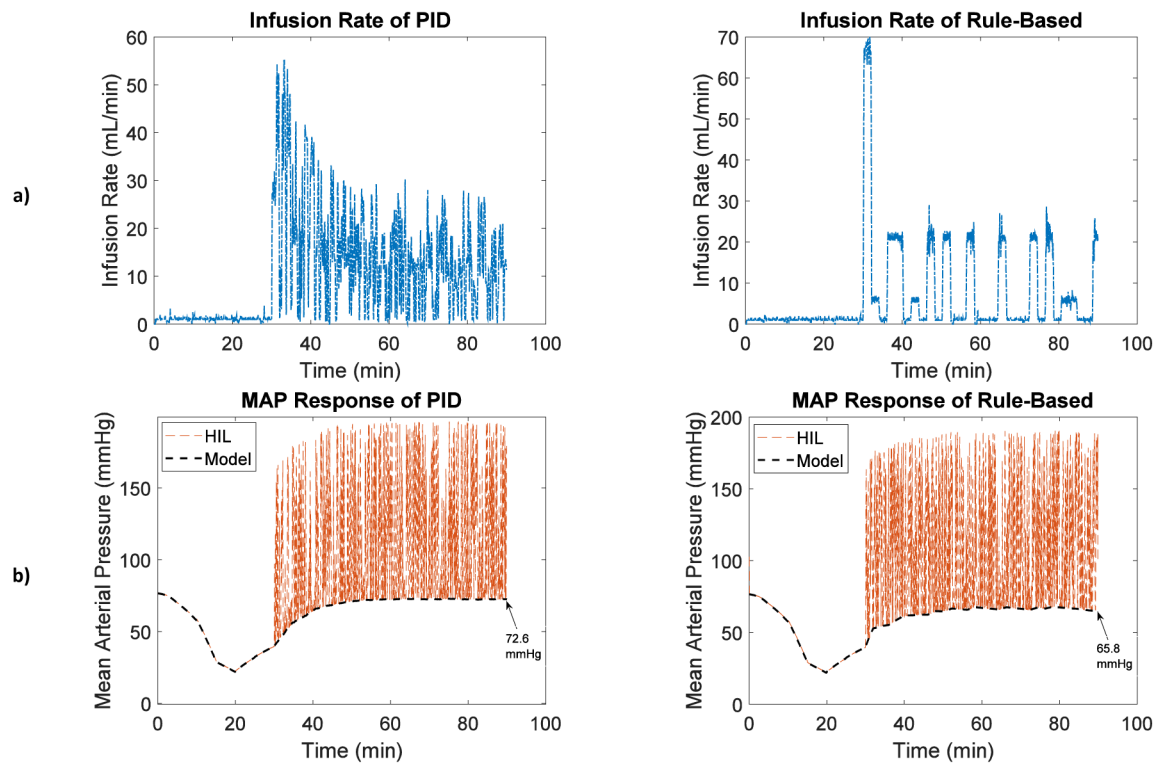 Infusion Rate of PID
Infusion Rate of Rule-Based
a)
Infusion Rate (mL/min)
60
50
40
30
20
10
0
0 20 40 60 80 100
Time (min)
Infusion Rate (mL/min)
70
60
50
40
30
20
10
0
0 20 40 60 80 100
Time (min)
MAP Response of PID
MAP Response of Rule-Based
b)
Mean Arterial Pressure (mmHg)
150
100
50
0
HIL
Model
72.6
mmHg
0 20 40 60 80 100
Time (min)
Mean Arterial Pressure (mmHg)
200
150
100
50
0
HIL
Model
65.8
mmHg
0 20 40 60 80 100
Time (min)